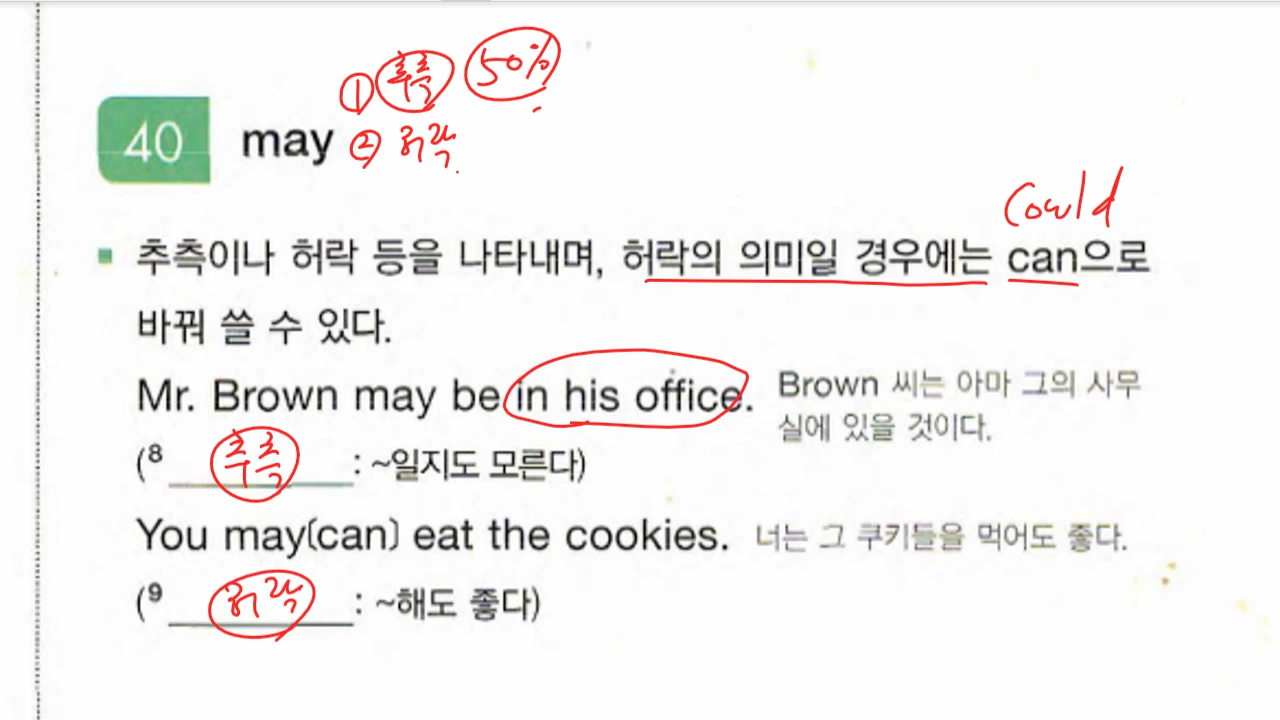 ① 추측 50%
40 may ② 허락
could
추측이나 허락 등을 나타내며, 허락의 의미일 경우에는 can으로
바꿔 쓸 수 있다.
Mr. Brown may be in his office. Brown 씨는 아마 그의 사무
실에 있을 것이다.
(8 추측 : ~일지도 모른다)
You may(can) eat the cookies. 너는 그 쿠키들을 먹어도 좋다.
(9 허락 : ~해도 좋다)